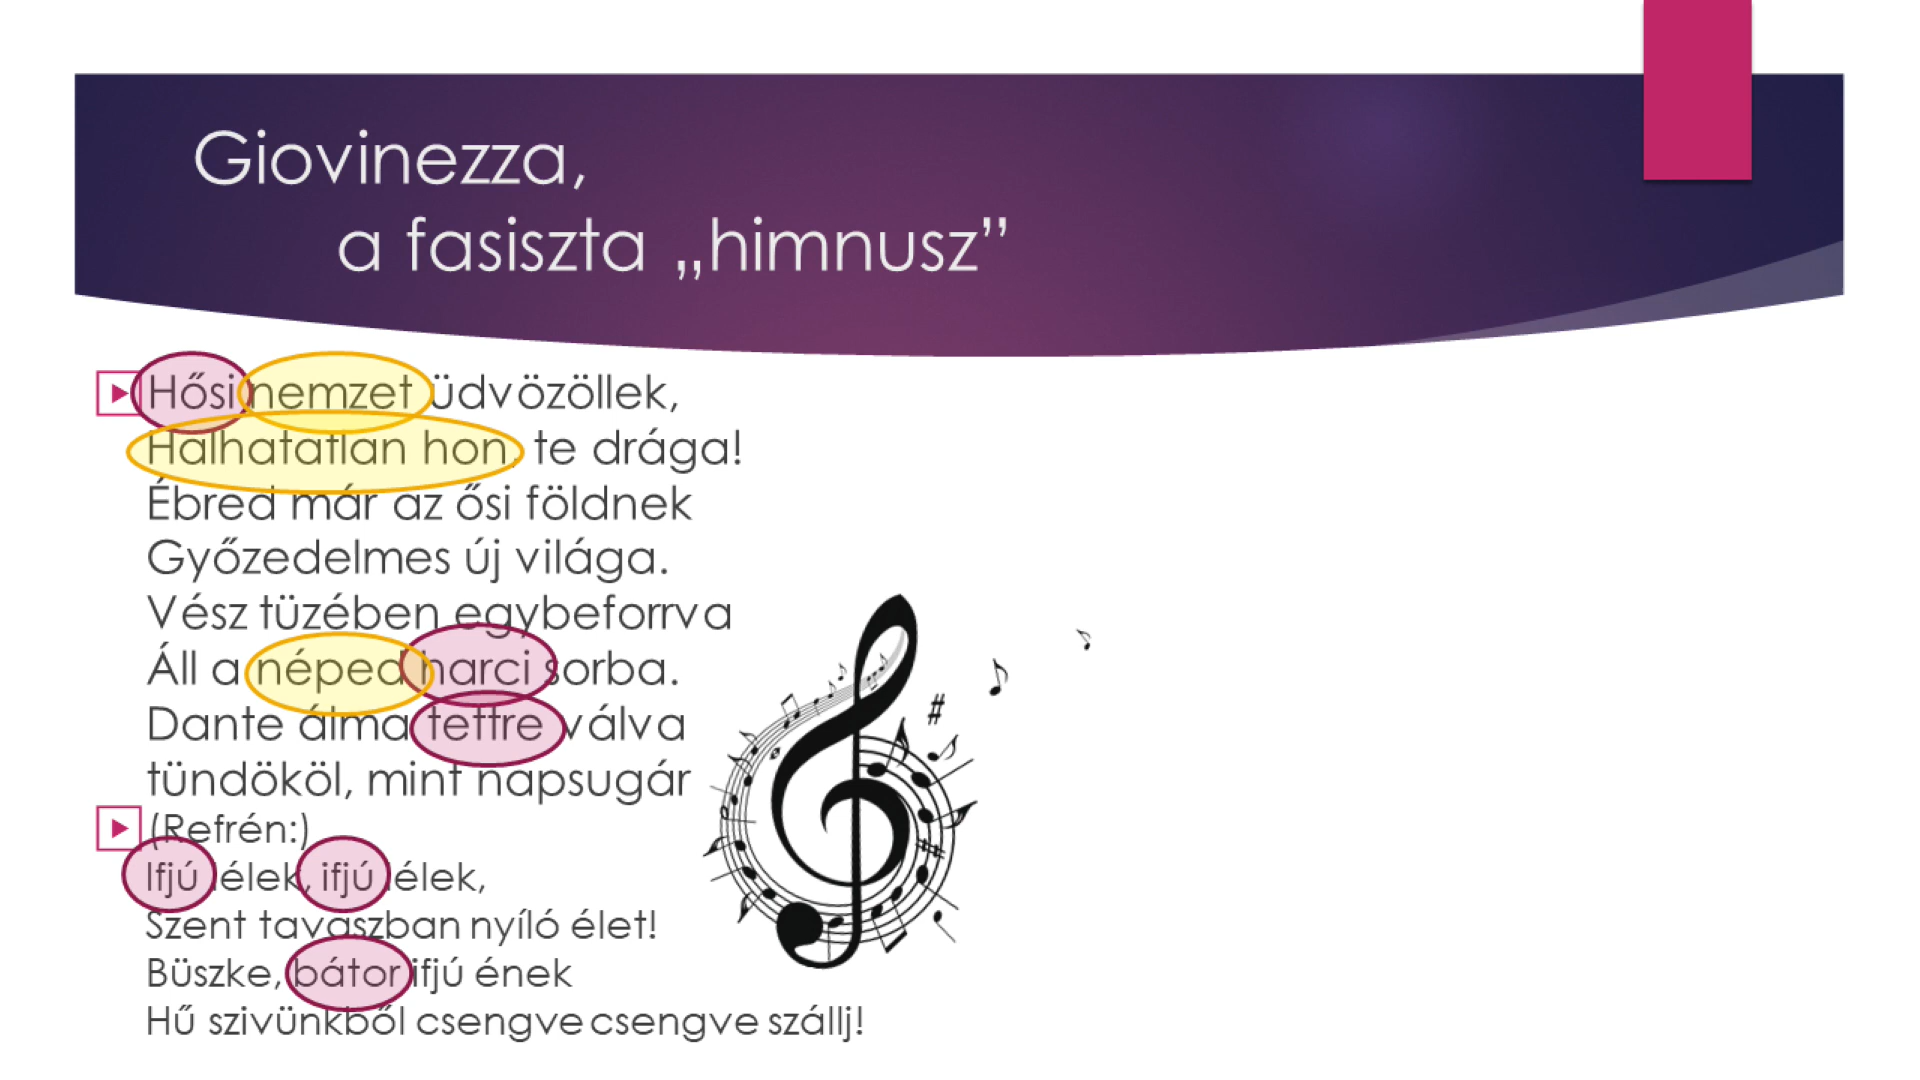 Giovinezza,
a fasiszta „himnusz”
Hősi nemzet üdvözöllek,
Halhatatlan hon, te drága!
Ébred már az ősi földnek
Győzedelmes új világa.
Vész tüzében egybeforrva
Áll a néped harci sorba.
Dante álma tettre válva
tündököl, mint napsugár
(Refrén:)
Ifjú lélek, ifjú lélek,
Szent tavaszban nyíló élet!
Büszke, bátor ifjú ének
Hű szivünkből csengve csengve szállj!